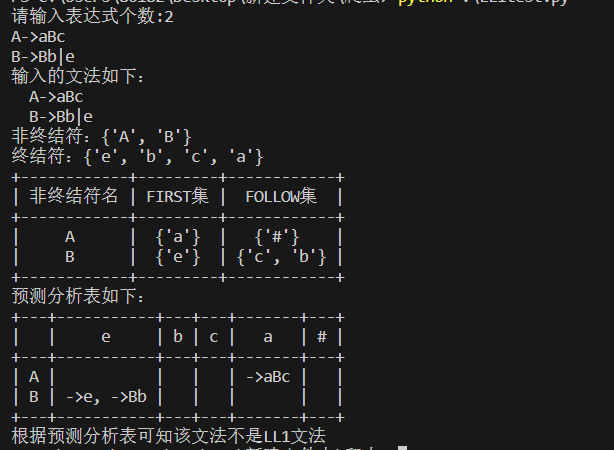 请输入表达式个数:2
A->aBc
B->Bb|e
输入的文法如下:
  A->aBc
  B->Bb|e
非终结符: {'A', 'B'}
终结符: {'e', 'b', 'c', 'a'}
+------------+---------+------------+
| 非终结符名 | FIRST集 |  FOLLOW集  |
+------------+---------+------------+
|     A      |  {'a'}  |   {'#'}    |
|     B      |  {'e'}  | {'c', 'b'} |
+------------+---------+------------+
预测分析表如下:
+---+-----------+---+---+-------+---+
|   |     e     | b | c |   a   | # |
+---+-----------+---+---+-------+---+
| A |           |   |   | ->aBc |   |
| B | ->e, ->Bb |   |   |       |   |
+---+-----------+---+---+-------+---+
根据预测分析表可知该文法不是LL1文法